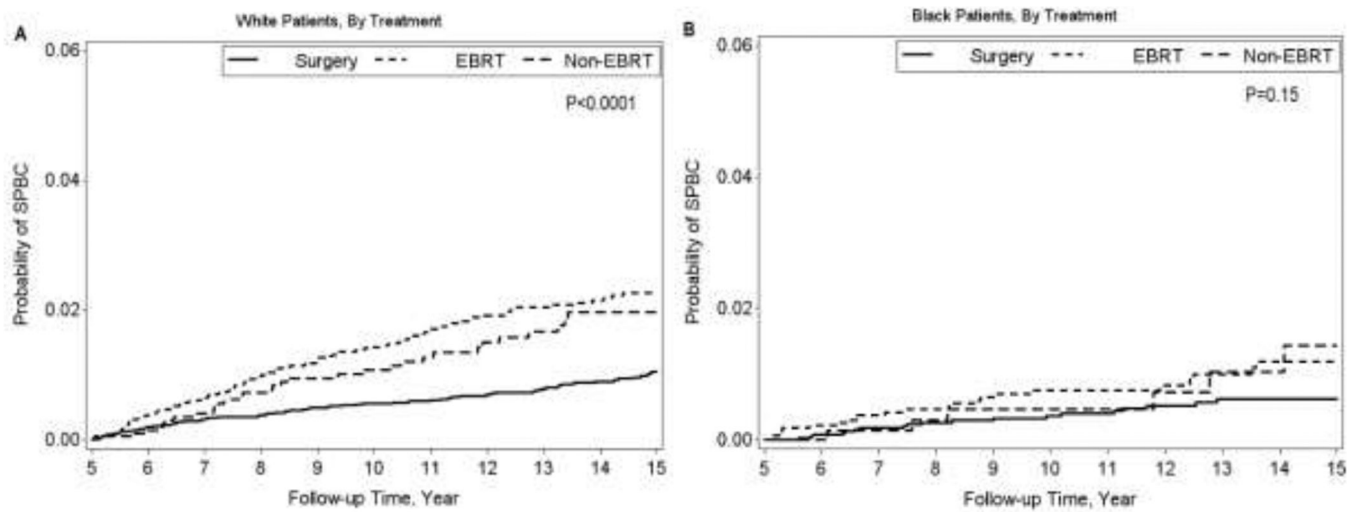 A
White Patients, By Treatment
0.06
Surgery EBRT Non-EBRT
P<0.0001
0.04
Probability of SPBC
0.02
0.00
5 6 7 8 9 10 11 12 13 14 15
Follow-up Time, Year
B
Black Patients, By Treatment
0.06
Surgery EBRT Non-EBRT
P=0.15
0.04
Probability of SPBC
0.02
0.00
5 6 7 8 9 10 11 12 13 14 15
Follow-up Time, Year